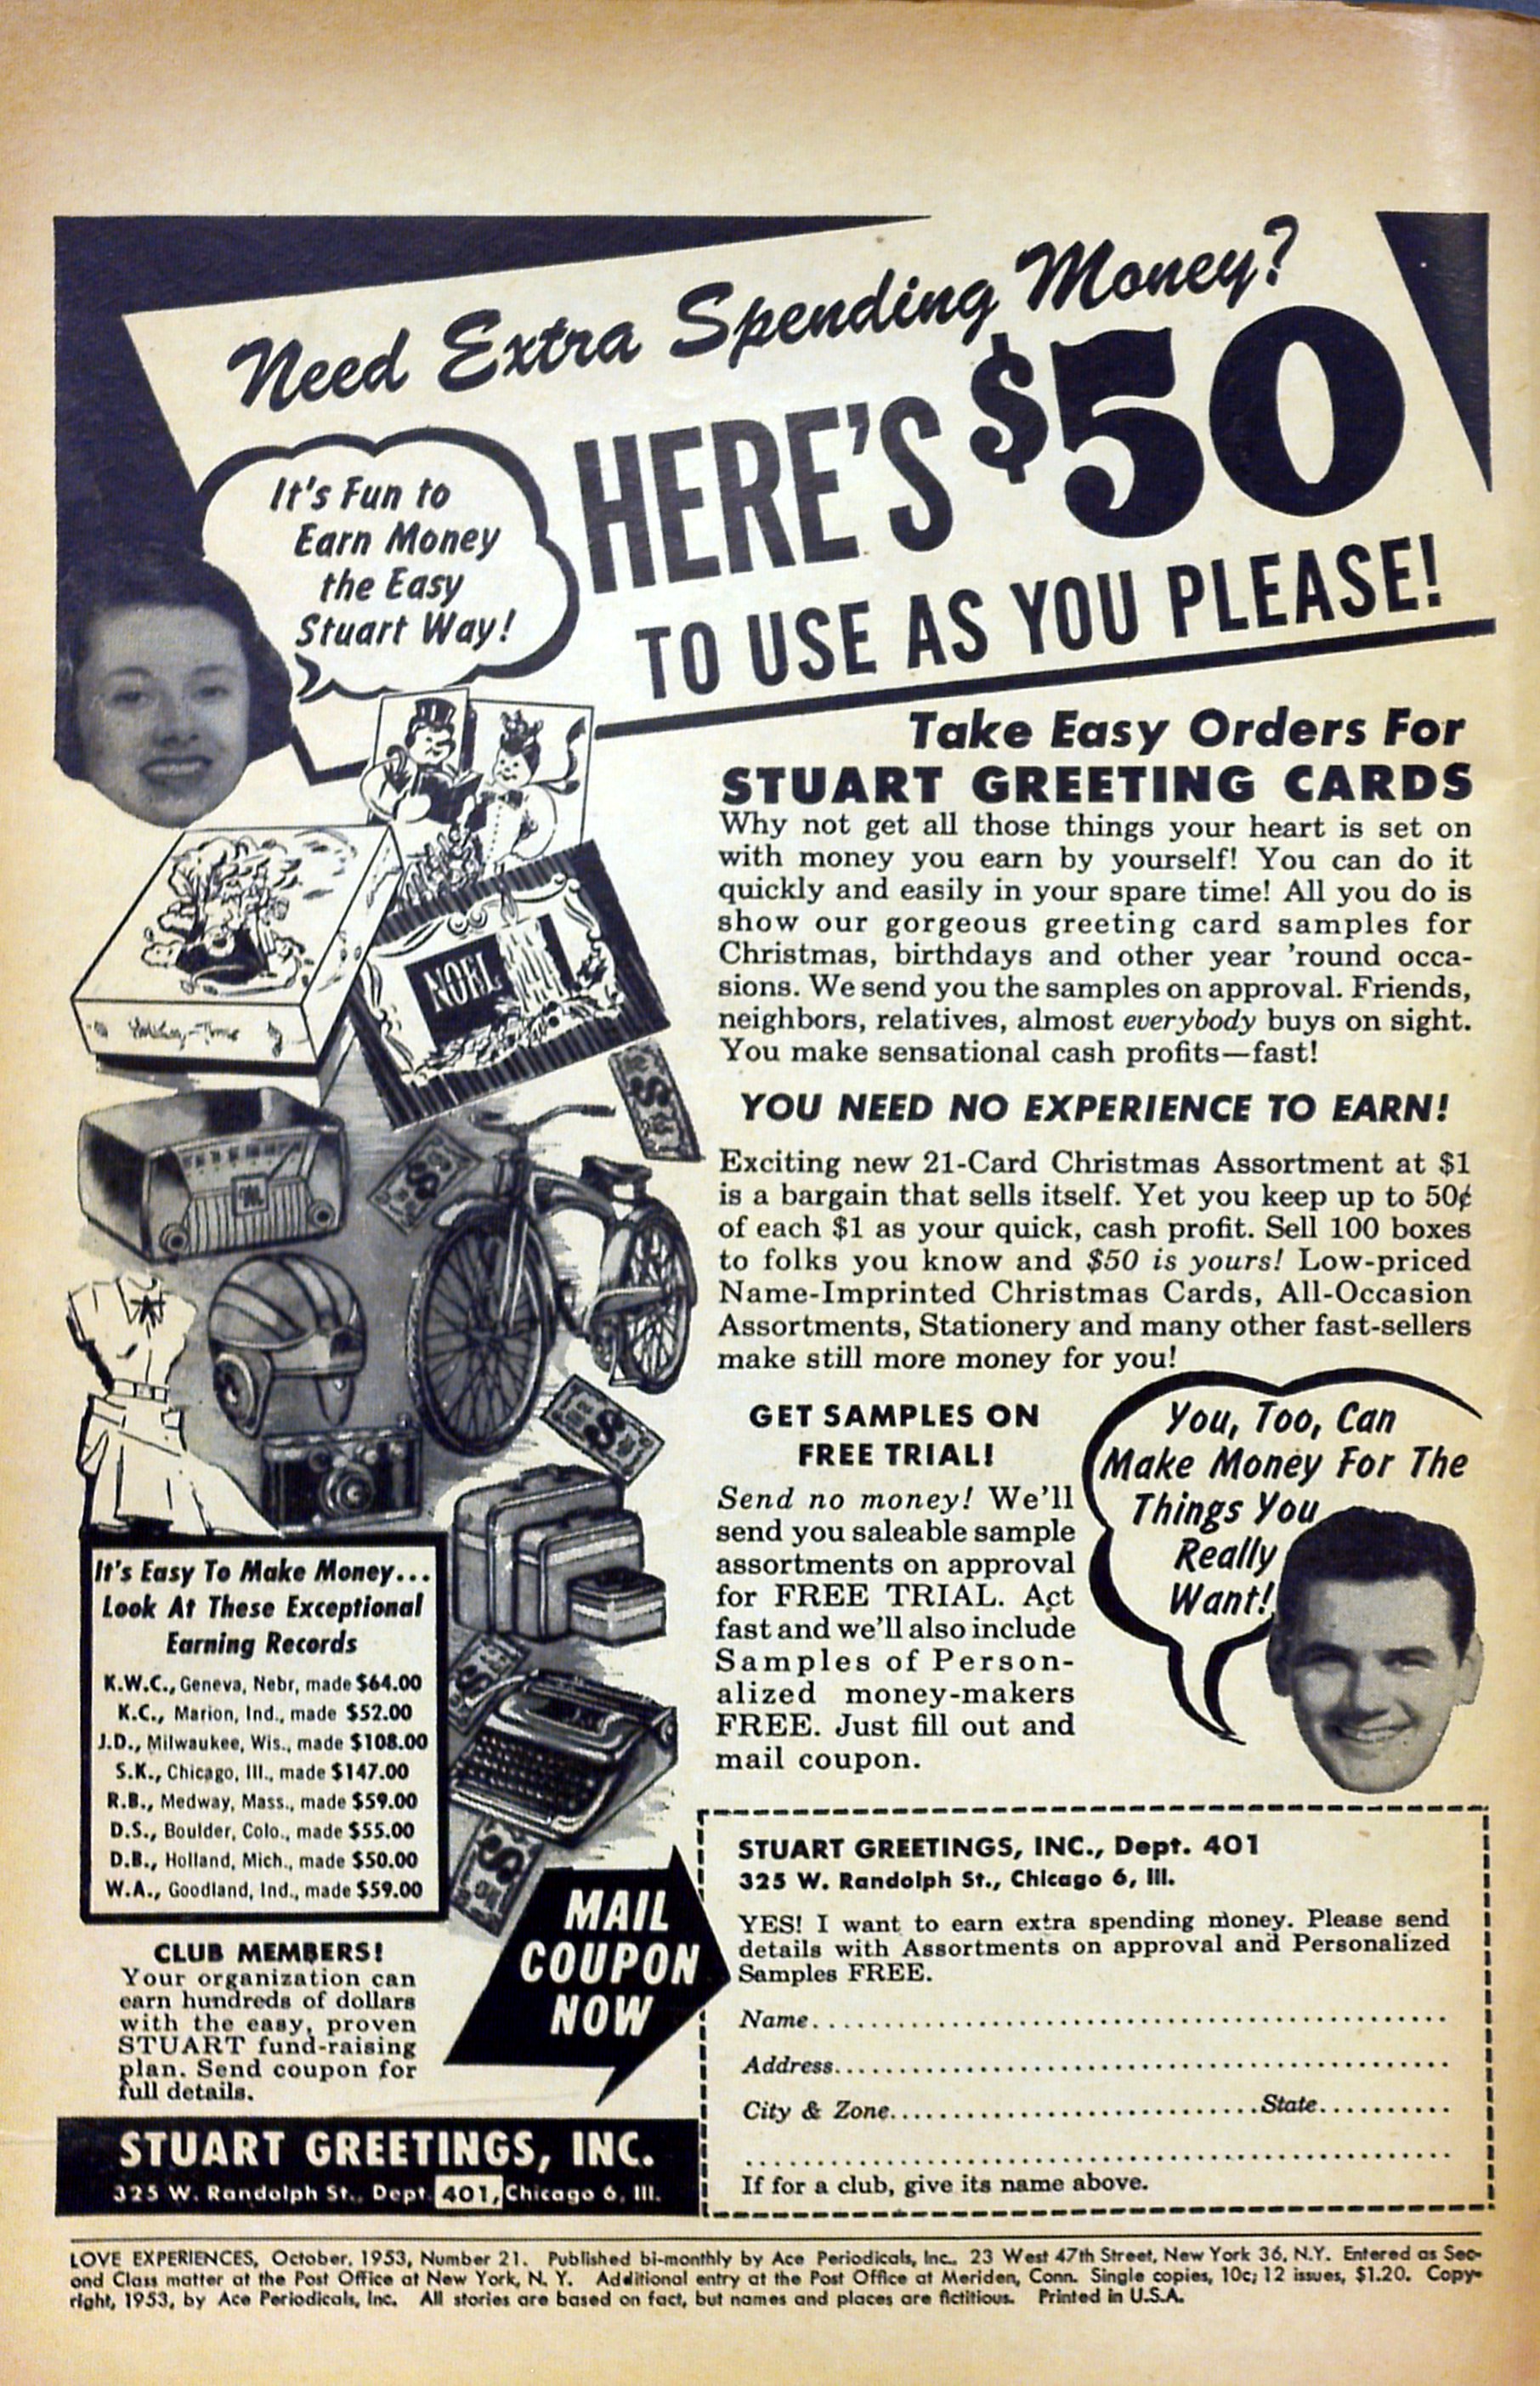 Need Extra Spending Money?
HERE'S $50
TO USE AS YOU PLEASE!
It's Fun to
Earn Money
the Easy
Stuart Way!
NOEL
Take Easy Orders For
STUART GREETING CARDS
Why not get all those things your heart is set on
with money you earn by yourself! You can do it
quickly and easily in your spare time! All you do is
show our gorgeous greeting card samples for
Christmas, birthdays and other year 'round occa-
sions. We send you the samples on approval. Friends,
neighbors, relatives, almost everybody buys on sight.
You make sensational cash profits—fast!
YOU NEED NO EXPERIENCE TO EARN!
Exciting new 21-Card Christmas Assortment at $1
is a bargain that sells itself. Yet you keep up to 50¢
of each $1 as your quick, cash profit. Sell 100 boxes
to folks you know and $50 is yours! Low-priced
Name-Imprinted Christmas Cards, All-Occasion
Assortments, Stationery and many other fast-sellers
make still more money for you!
GET SAMPLES ON
FREE TRIAL!
Send no money! We'll
send you saleable sample
assortments on approval
for FREE TRIAL. Act
fast and we'll also include
Samples of Person-
alized money-makers
FREE. Just fill out and
mail coupon.
You, Too, Can
Make Money For The
Things You
Really
Want!
It's Easy To Make Money...
Look At These Exceptional
Earning Records
K.W.C., Geneva, Nebr, made $64.00
K.C., Marion, Ind., made $52.00
J.D., Milwaukee, Wis., made $108.00
S.K., Chicago, Ill., made $147.00
R.B., Medway, Mass., made $59.00
D.S., Boulder, Colo., made $55.00
D.B., Holland, Mich., made $50.00
W.A., Goodland, Ind., made $59.00
CLUB MEMBERS!
Your organization can
earn hundreds of dollars
with the easy, proven
STUART fund-raising
plan. Send coupon for
full details.
MAIL
COUPON
NOW
STUART GREETINGS, INC.
325 W. Randolph St., Dept. 401, Chicago 6, Ill.
STUART GREETINGS, INC., Dept. 401
325 W. Randolph St., Chicago 6, Ill.
YES! I want to earn extra spending money. Please send
details with Assortments on approval and Personalized
Samples FREE.
Name
Address
City & Zone State
If for a club, give its name above.
LOVE EXPERIENCES, October, 1953, Number 21. Published bi-monthly by Ace Periodicals, Inc., 23 West 47th Street, New York 36, N.Y. Entered as Sec-
ond Class matter at the Post Office at New York, N. Y. Additional entry at the Post Office at Meriden, Conn. Single copies, 10c; 12 issues, $1.20. Copy-
right, 1953, by Ace Periodicals, Inc. All stories are based on fact, but names and places are fictitious. Printed in U.S.A.